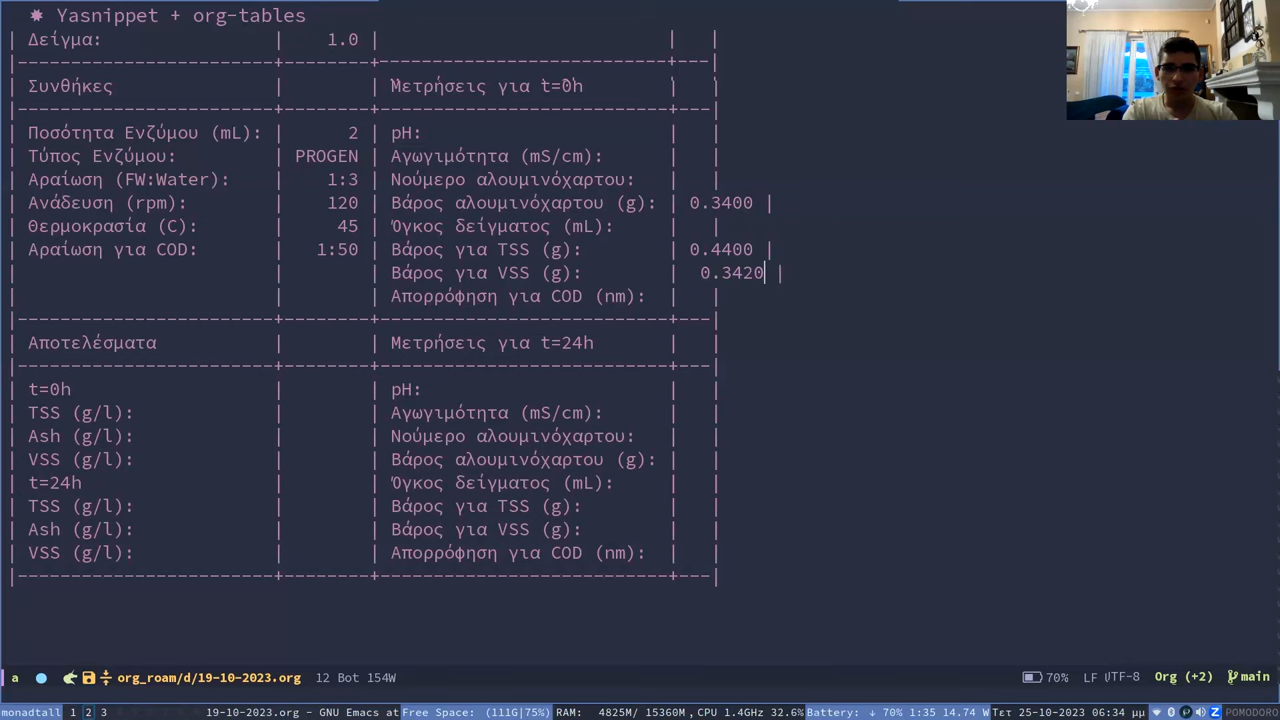 ✸ Yasnippet + org-tables
| Δείγμα: | 1.0 | | |
|------------------------+--------+---------------------------+---|
| Συνθήκες | | Μετρήσεις για t=0h | |
|------------------------+--------+---------------------------+---|
| Ποσότητα Ενζύμου (mL): | 2 | pH: | |
| Τύπος Ενζύμου: | PROGEN | Αγωγιμότητα (mS/cm): | |
| Αραίωση (FW:Water): | 1:3 | Νούμερο αλουμινόχαρτου: | |
| Ανάδευση (rpm): | 120 | Βάρος αλουμινόχαρτου (g): | 0.3400 |
| Θερμοκρασία (C): | 45 | Όγκος δείγματος (mL): | |
| Αραίωση για COD: | 1:50 | Βάρος για TSS (g): | 0.4400 |
| | | Βάρος για VSS (g): | 0.3420 |
| | | Απορρόφηση για COD (nm): | |
|------------------------+--------+---------------------------+---|
| Αποτελέσματα | | Μετρήσεις για t=24h | |
|------------------------+--------+---------------------------+---|
| t=0h | | pH: | |
| TSS (g/l): | | Αγωγιμότητα (mS/cm): | |
| Ash (g/l): | | Νούμερο αλουμινόχαρτου: | |
| VSS (g/l): | | Βάρος αλουμινόχαρτου (g): | |
| t=24h | | Όγκος δείγματος (mL): | |
| TSS (g/l): | | Βάρος για TSS (g): | |
| Ash (g/l): | | Βάρος για VSS (g): | |
| VSS (g/l): | | Απορρόφηση για COD (nm): | |
|------------------------+--------+---------------------------+---|
a org_roam/d/19-10-2023.org 12 Bot 154W 70% LF UTF-8 Org (+2) main
monadtall 1 2 3 19-10-2023.org - GNU Emacs at Free Space: (111G|75%) RAM: 4825M/ 15360M, CPU 1.4GHz 32.6% Battery: ↓ 70% 1:35 14.74 W Τετ 25-10-2023 06:34 μμ Z POMODORO